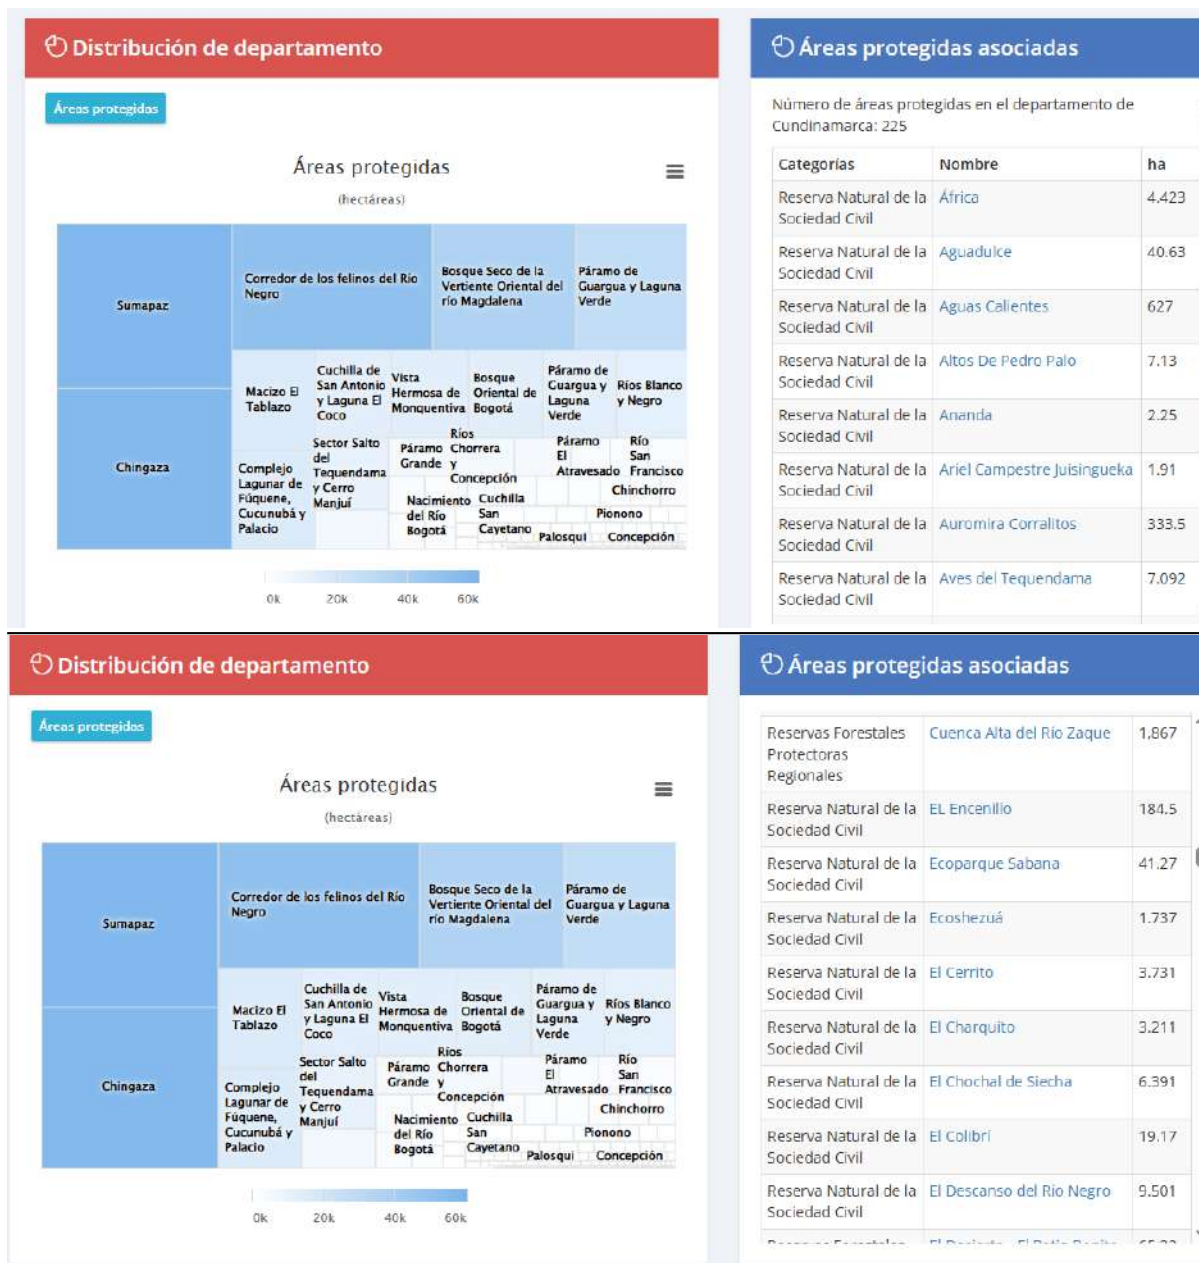 Distribución de departamento
Áreas protegidas
Áreas protegidas
(hectáreas)
Sumapaz
Chingaza
Corredor de los felinos del Río
Negro
Bosque Seco de la
Vertiente Oriental del
río Magdalena
Páramo de
Guargua y Laguna
Verde
Macizo El
Tablazo
Cuchilla de
San Antonio
y Laguna El
Coco
Vista
Hermosa de
Monquentiva
Bosque
Oriental de
Bogotá
Páramo de
Guargua y
Laguna
Verde
Ríos Blanco
y Negro
Complejo
Lagunar de
Fúquene,
Cucunubá y
Palacio
Sector Salto
del
Tequendama
y Cerro
Manjuí
Páramo
Grande
Ríos
Chorrera
y
Concepción
Páramo
El
Atravesado
Río
San
Francisco
Nacimiento
del Río
Bogotá
Cuchilla
San
Cayetano
Chinchorro
Pionono
Palosqui
Concepción
0k 20k 40k 60k
Áreas protegidas asociadas
Número de áreas protegidas en el departamento de
Cundinamarca: 225
Categorías Nombre ha
Reserva Natural de la África 4.423
Sociedad Civil
Reserva Natural de la Aguadulce 40.63
Sociedad Civil
Reserva Natural de la Aguas Calientes 627
Sociedad Civil
Reserva Natural de la Altos De Pedro Palo 7.13
Sociedad Civil
Reserva Natural de la Ananda 2.25
Sociedad Civil
Reserva Natural de la Ariel Campestre Juisingueka 1.91
Sociedad Civil
Reserva Natural de la Auromira Corralitos 333.5
Sociedad Civil
Reserva Natural de la Aves del Tequendama 7.092
Sociedad Civil
Distribución de departamento
Áreas protegidas
Áreas protegidas
(hectáreas)
Sumapaz
Chingaza
Corredor de los felinos del Río
Negro
Bosque Seco de la
Vertiente Oriental del
río Magdalena
Páramo de
Guargua y Laguna
Verde
Macizo El
Tablazo
Cuchilla de
San Antonio
y Laguna El
Coco
Vista
Hermosa de
Monquentiva
Bosque
Oriental de
Bogotá
Páramo de
Guargua y
Laguna
Verde
Ríos Blanco
y Negro
Complejo
Lagunar de
Fúquene,
Cucunubá y
Palacio
Sector Salto
del
Tequendama
y Cerro
Manjuí
Páramo
Grande
Ríos
Chorrera
y
Concepción
Páramo
El
Atravesado
Río
San
Francisco
Nacimiento
del Río
Bogotá
Cuchilla
San
Cayetano
Chinchorro
Pionono
Palosqui
Concepción
0k 20k 40k 60k
Áreas protegidas asociadas
Reservas Forestales Cuenca Alta del Río Zaque 1,867
Protectoras
Regionales
Reserva Natural de la EL Encenillo 184.5
Sociedad Civil
Reserva Natural de la Ecoparque Sabana 41.27
Sociedad Civil
Reserva Natural de la Ecoshezuá 1.737
Sociedad Civil
Reserva Natural de la El Cerrito 3.731
Sociedad Civil
Reserva Natural de la El Charquito 3.211
Sociedad Civil
Reserva Natural de la El Chochal de Siecha 6.391
Sociedad Civil
Reserva Natural de la El Colibrí 19.17
Sociedad Civil
Reserva Natural de la El Descanso del Río Negro 9.501
Sociedad Civil